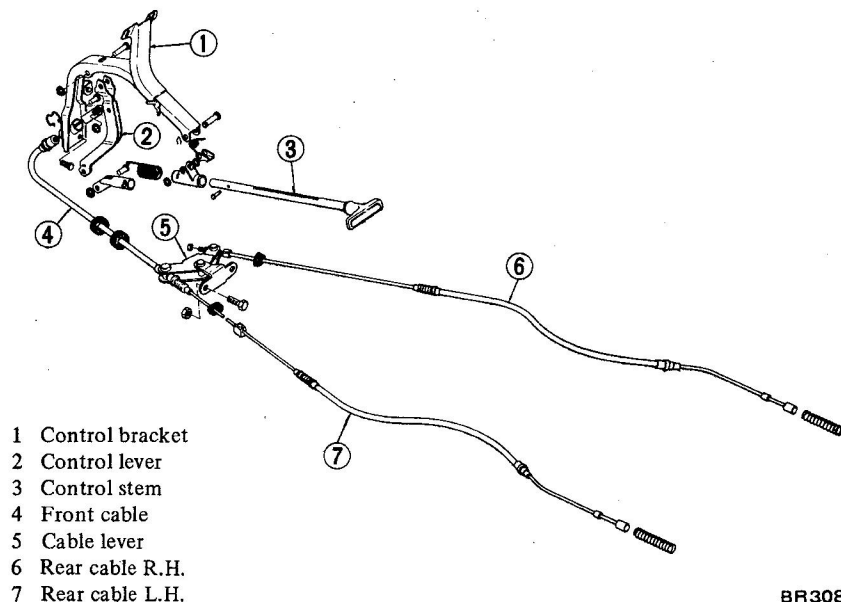 1
2
3
4
5
6
7
1 Control bracket
2 Control lever
3 Control stem
4 Front cable
5 Cable lever
6 Rear cable R.H.
7 Rear cable L.H.
BR308